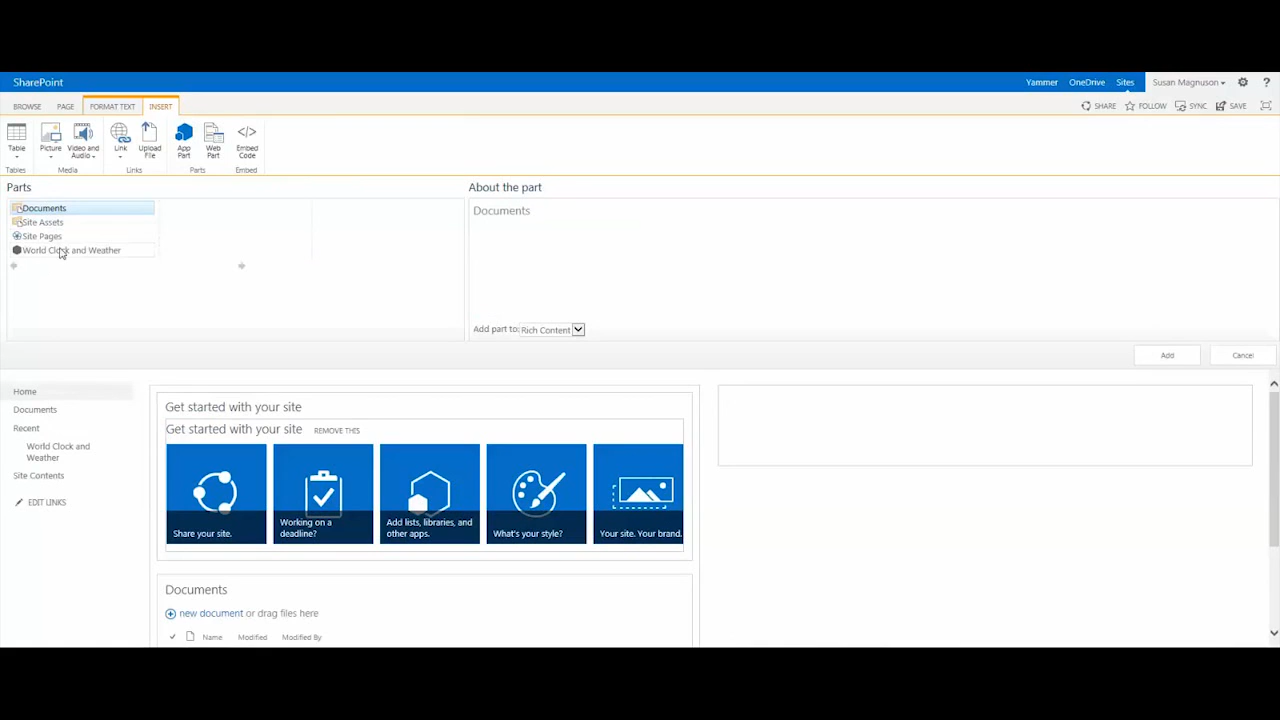 SharePoint
Yammer OneDrive Sites Susan Magnuson ?
BROWSE PAGE FORMAT TEXT INSERT SHARE FOLLOW SYNC SAVE
Table Picture Video and Audio Link Upload File App Part Web Part Embed Code
Tables Media Links Parts Embed
Parts
About the part
Documents
Documents
Site Assets
Site Pages
World Clock and Weather
Add part to: Rich Content
Add Cancel
Home
Documents
Recent
World Clock and
Weather
Site Contents
EDIT LINKS
Get started with your site
Get started with your site REMOVE THIS
Share your site.
Working on a
deadline?
Add lists, libraries, and
other apps.
What's your style?
Your site. Your brand.
Documents
new document or drag files here
Name Modified Modified By